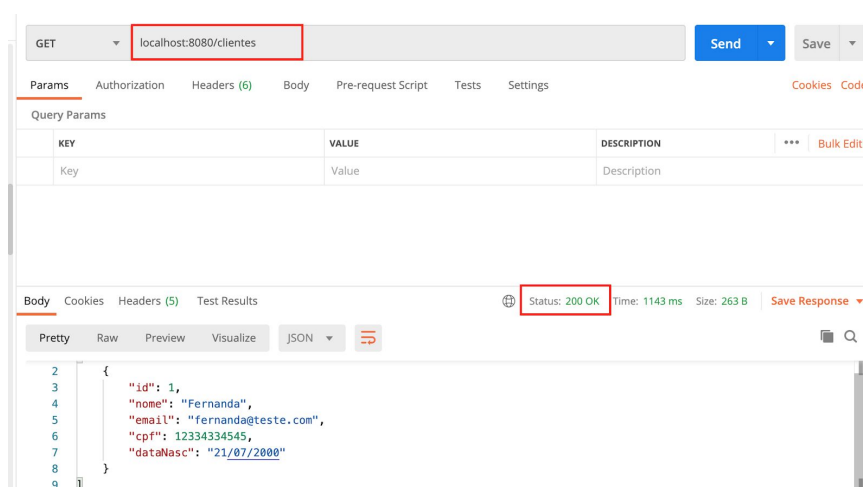 GET localhost:8080/clientes Send Save
Params Authorization Headers (6) Body Pre-request Script Tests Settings Cookies Code
Query Params
KEY VALUE DESCRIPTION ••• Bulk Edit
Key Value Description
Body Cookies Headers (5) Test Results Status: 200 OK Time: 1143 ms Size: 263 B Save Response
Pretty Raw Preview Visualize JSON
2 {
3 "id": 1,
4 "nome": "Fernanda",
5 "email": "fernanda@teste.com",
6 "cpf": 12334334545,
7 "dataNasc": "21/07/2000"
8 }
9 ]